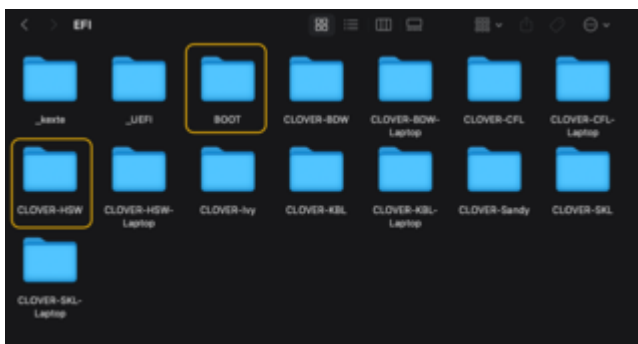 EFI
_kexts
_UEFI
BOOT
CLOVER-BDW
CLOVER-BDW-
Laptop
CLOVER-CFL
CLOVER-CFL-
Laptop
CLOVER-HSW
CLOVER-HSW-
Laptop
CLOVER-Ivy
CLOVER-KBL
CLOVER-KBL-
Laptop
CLOVER-Sandy
CLOVER-SKL
CLOVER-SKL-
Laptop